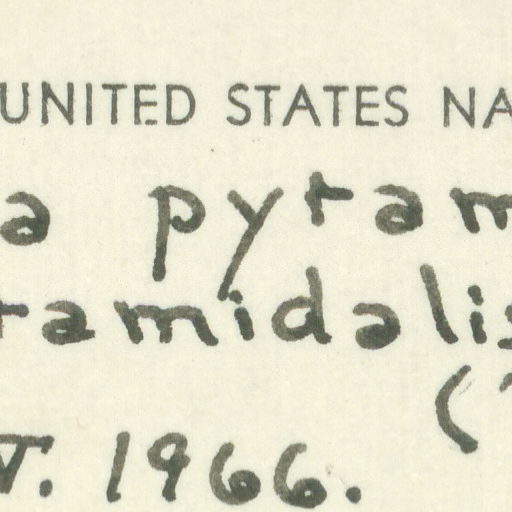 UNITED STATES NA
a pyram
ramidalis
(
V. 1966.